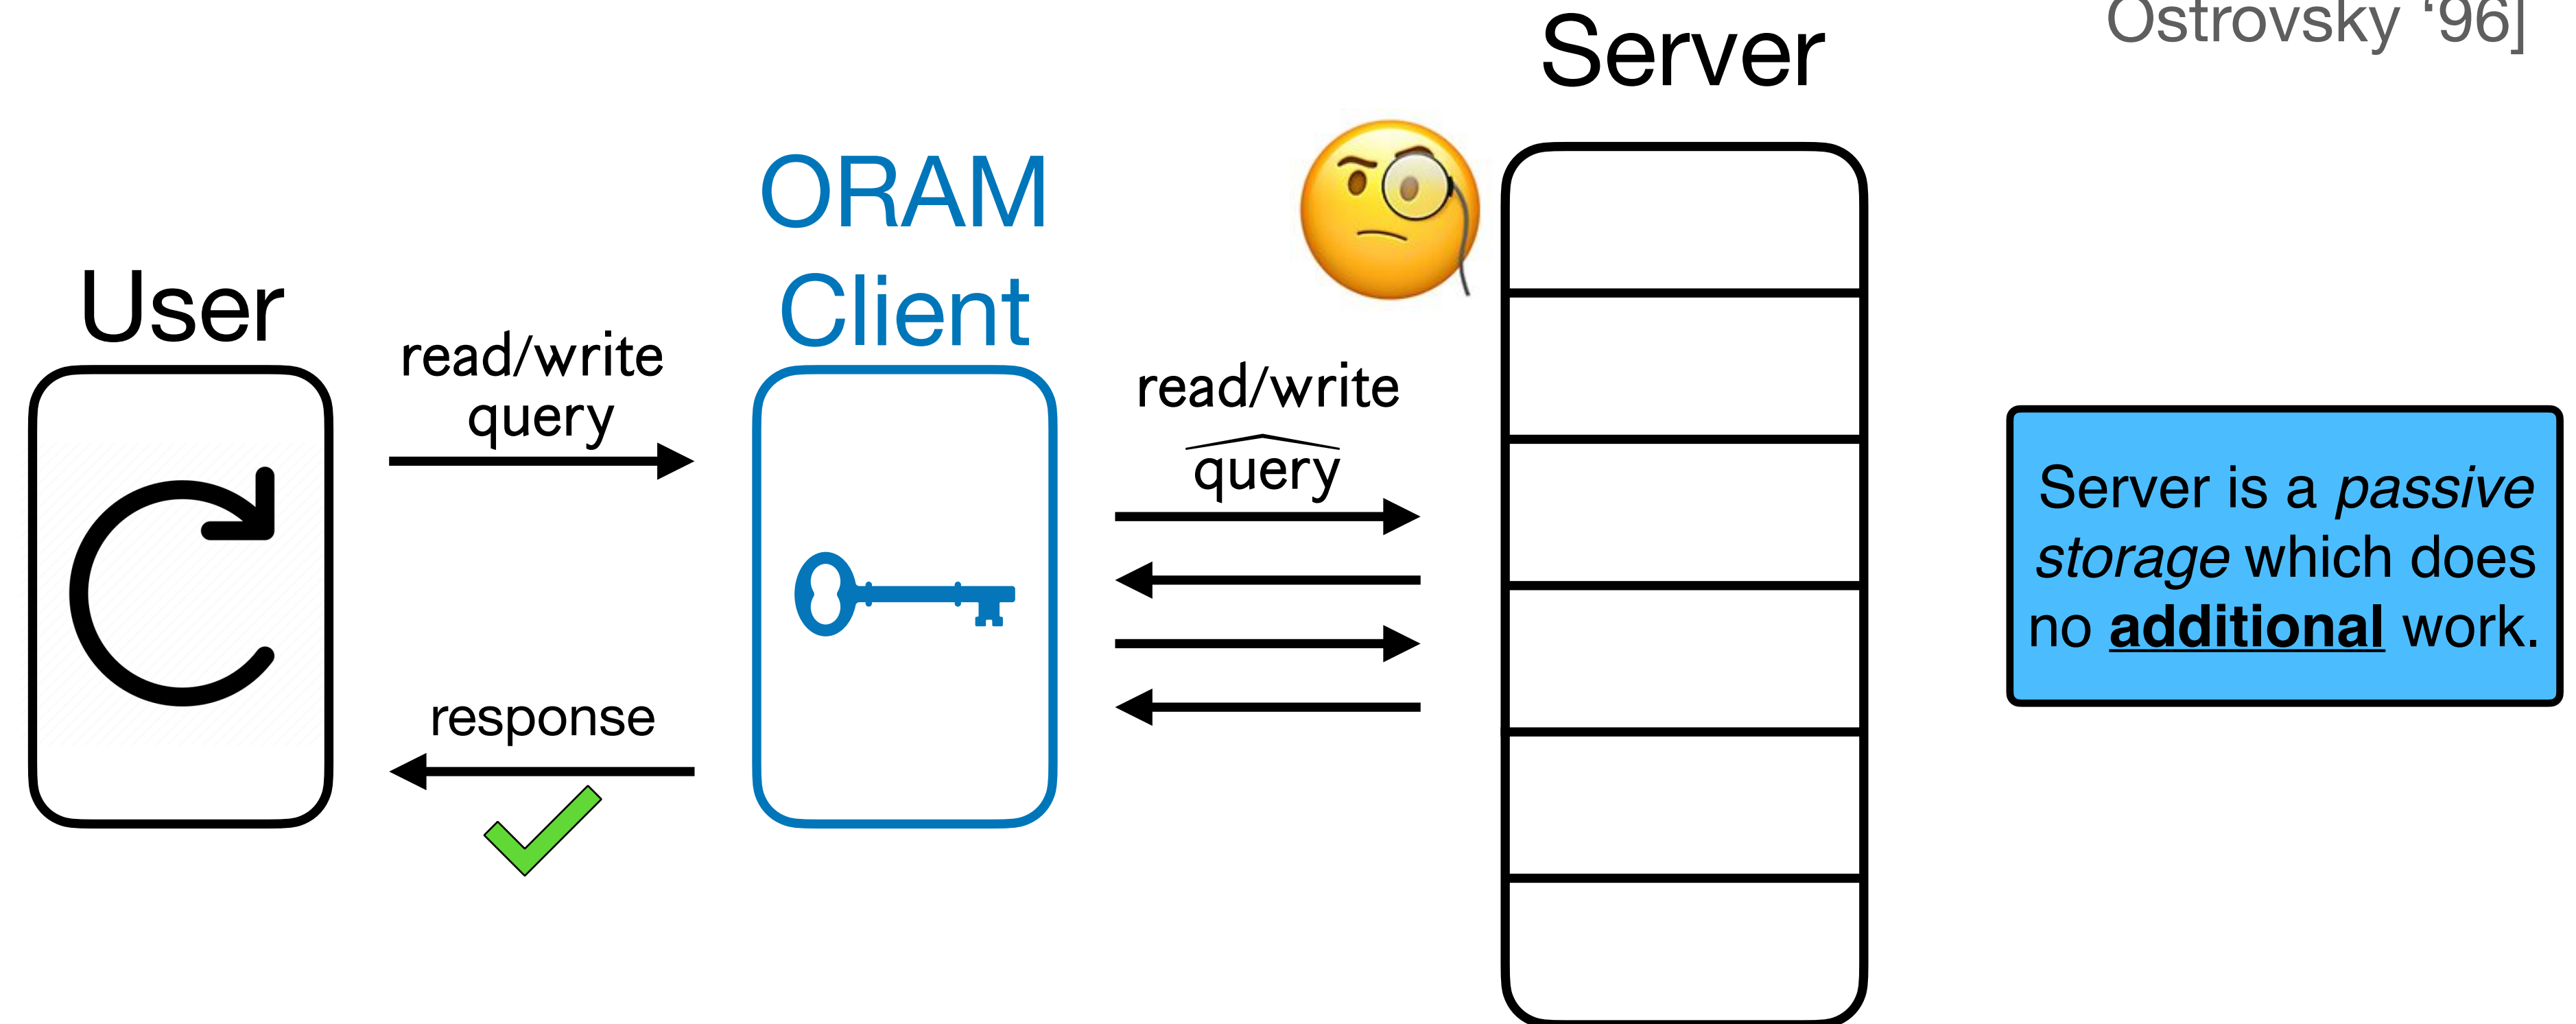 Ostrovsky ‘96]
Server
ORAM
Client
User
read/write
query
read/write
query
response
Server is a passive
storage which does
no additional work.